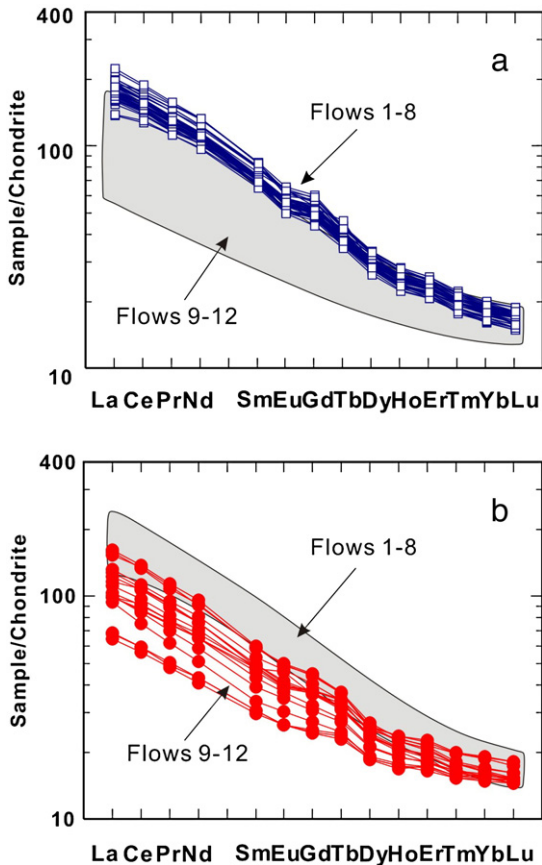 400
a
Flows 1-8
100
Sample/Chondrite
Flows 9-12
10
La Ce Pr Nd Sm Eu Gd Tb Dy Ho Er Tm Yb Lu
400
b
Flows 1-8
100
Sample/Chondrite
Flows 9-12
10
La Ce Pr Nd Sm Eu Gd Tb Dy Ho Er Tm Yb Lu